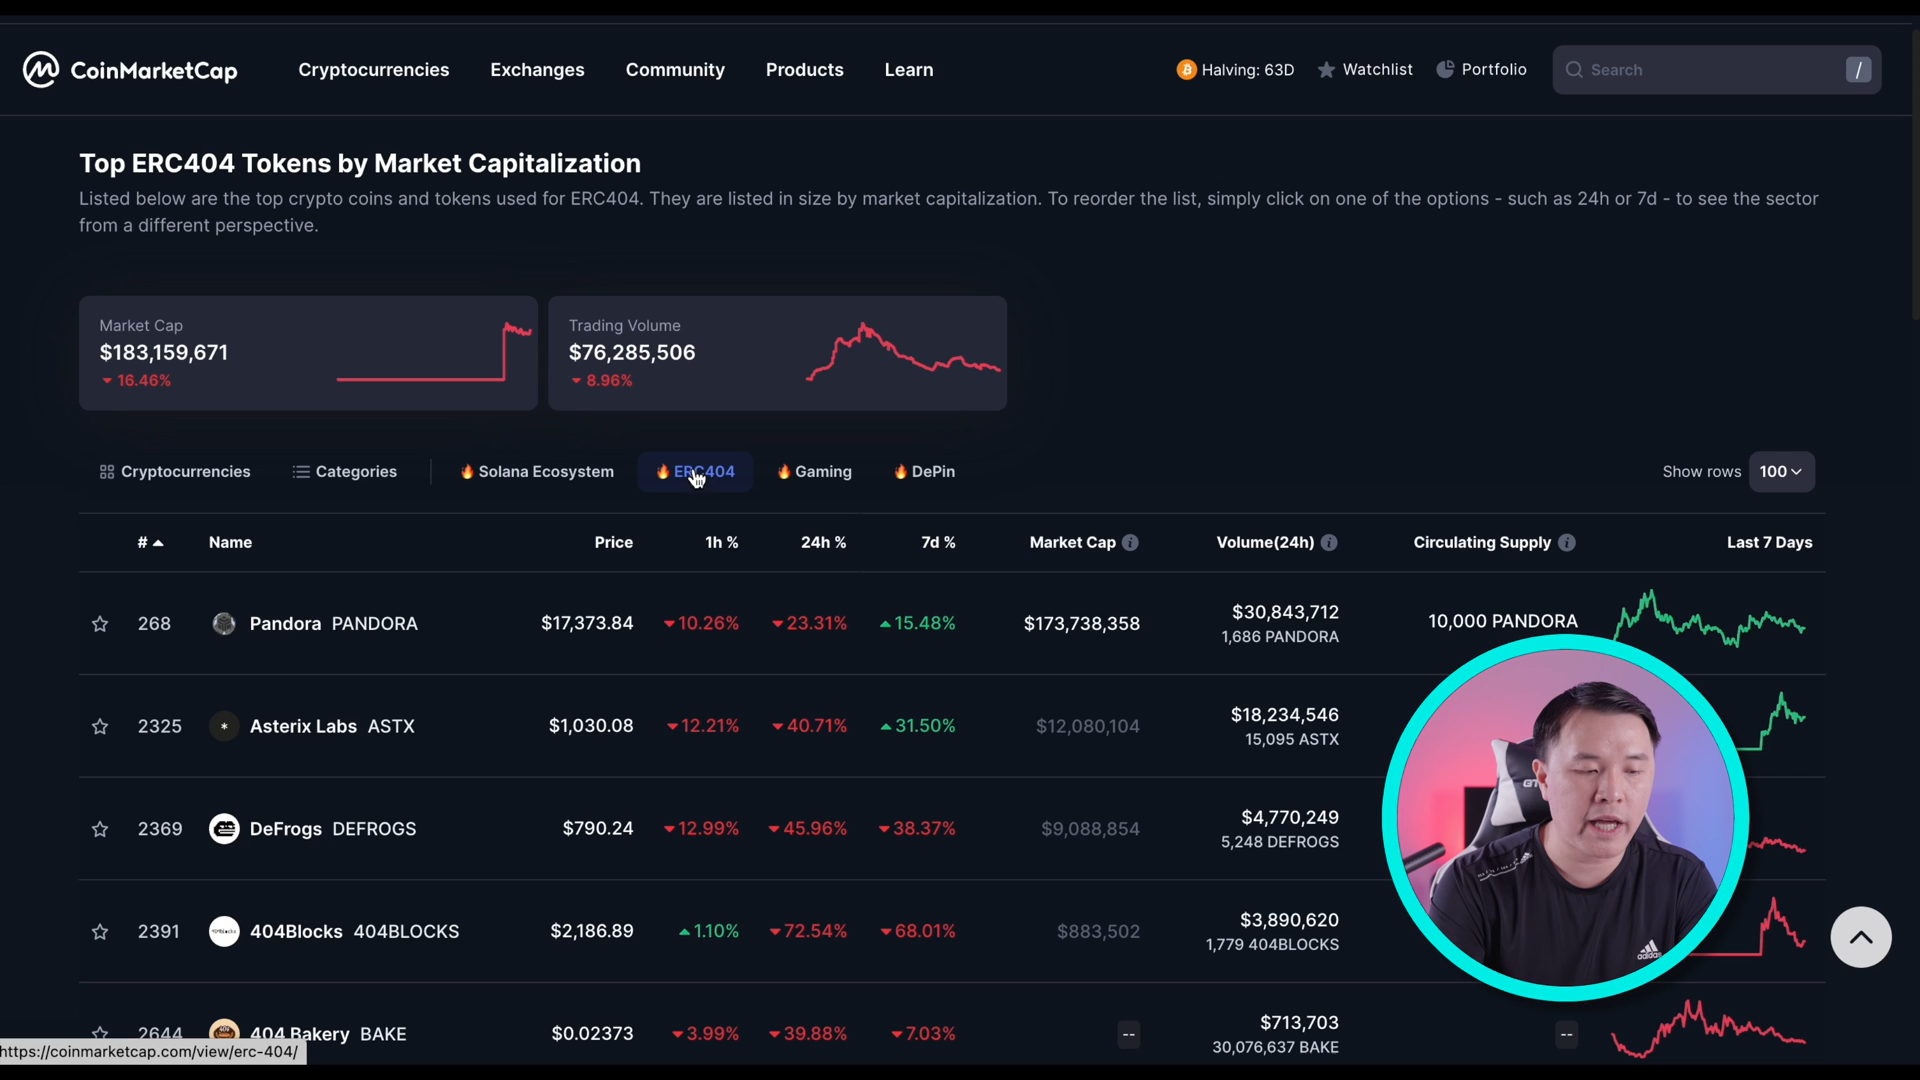 CoinMarketCap Cryptocurrencies Exchanges Community Products Learn Halving: 63D Watchlist Portfolio Search /
Top ERC404 Tokens by Market Capitalization
Listed below are the top crypto coins and tokens used for ERC404. They are listed in size by market capitalization. To reorder the list, simply click on one of the options - such as 24h or 7d - to see the sector
from a different perspective.
Market Cap
$183,159,671
16.46%
Trading Volume
$76,285,506
8.96%
Cryptocurrencies Categories Solana Ecosystem ERC404 Gaming DePin Show rows 100
# Name Price 1h % 24h % 7d % Market Cap Volume(24h) Circulating Supply Last 7 Days
268 Pandora PANDORA $17,373.84 10.26% 23.31% 15.48% $173,738,358 $30,843,712 10,000 PANDORA
1,686 PANDORA
2325 Asterix Labs ASTX $1,030.08 12.21% 40.71% 31.50% $12,080,104 $18,234,546
15,095 ASTX
2369 DeFrogs DEFROGS $790.24 12.99% 45.96% 38.37% $9,088,854 $4,770,249
5,248 DEFROGS
2391 404Blocks 404BLOCKS $2,186.89 1.10% 72.54% 68.01% $883,502 $3,890,620
1,779 404BLOCKS
2644 404 Bakery BAKE $0.02373 3.99% 39.88% 7.03% -- $713,703 --
30,076,637 BAKE
https://coinmarketcap.com/view/erc-404/
adidas